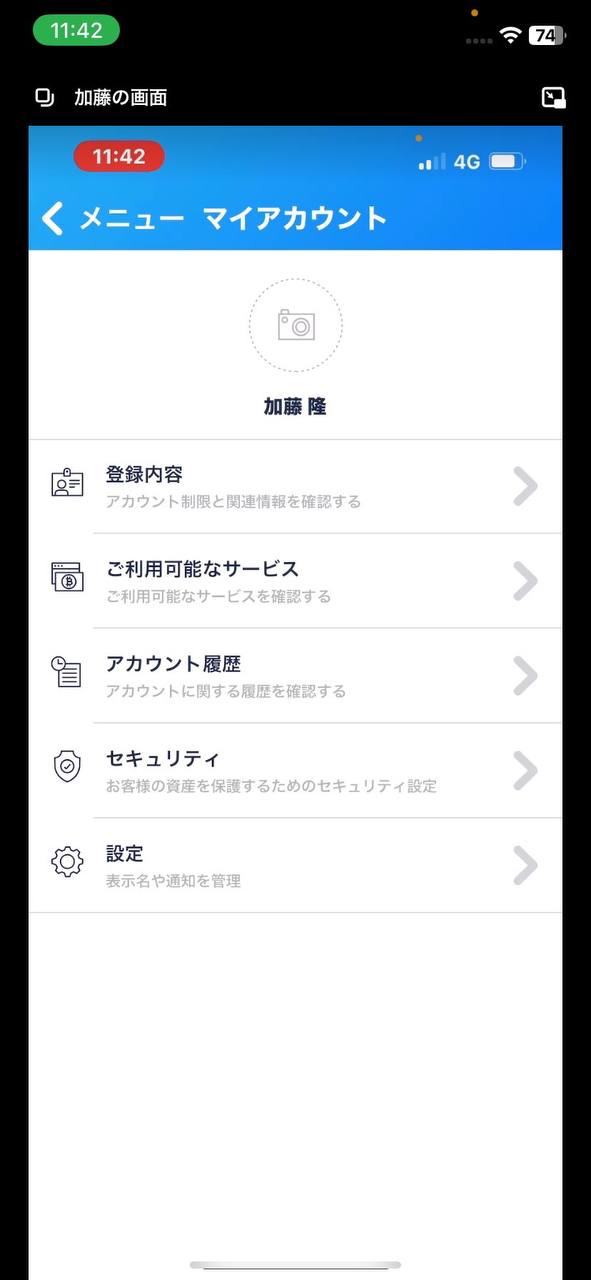 11:42
74
加藤の画面
11:42
4G
メニュー マイアカウント
加藤 隆
登録内容
アカウント制限と関連情報を確認する
ご利用可能なサービス
ご利用可能なサービスを確認する
アカウント履歴
アカウントに関する履歴を確認する
セキュリティ
お客様の資産を保護するためのセキュリティ設定
設定
表示名や通知を管理